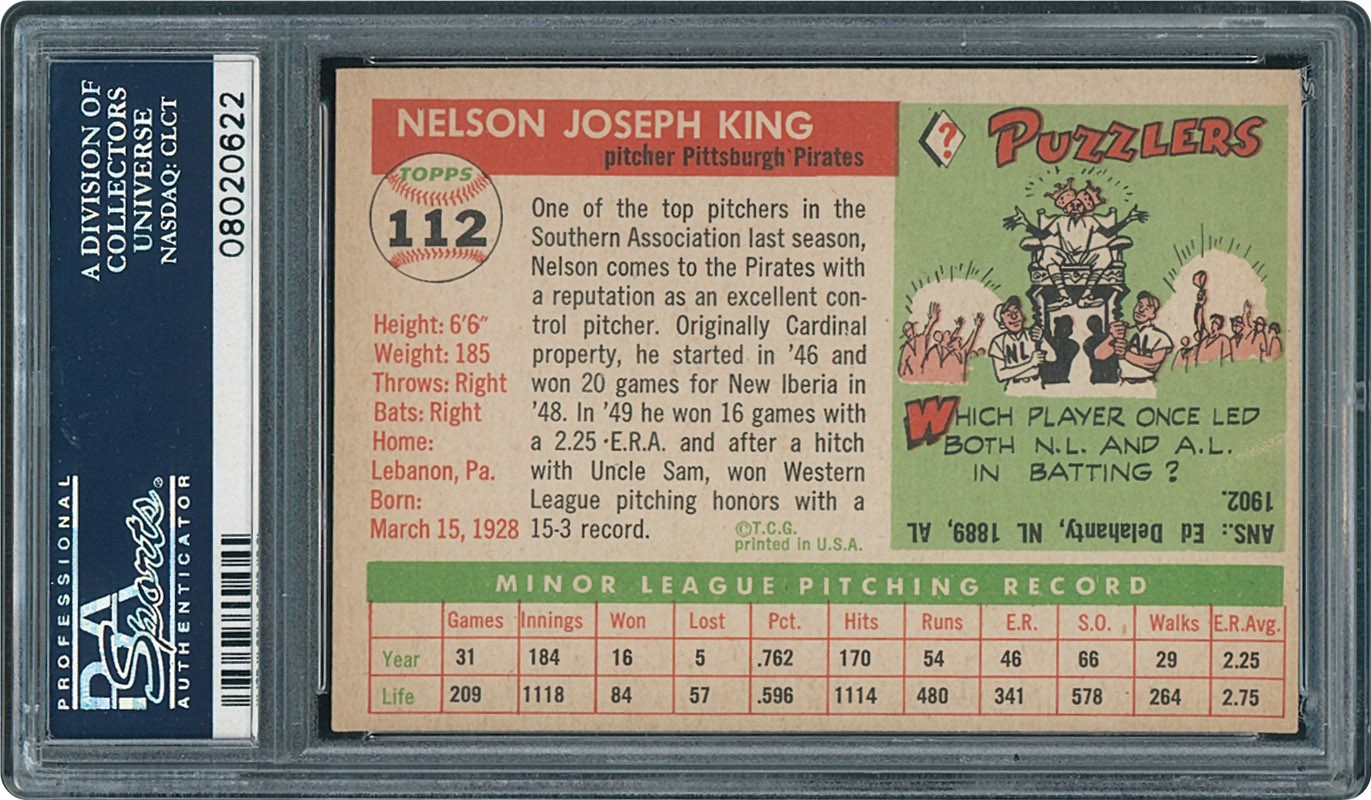 A DIVISION OF
COLLECTORS
UNIVERSE
NASDAQ: CLCT
08020622
PROFESSIONAL
PSA
Sports®
AUTHENTICATOR
NELSON JOSEPH KING
pitcher Pittsburgh Pirates
TOPPS
112
Height: 6'6"
Weight: 185
Throws: Right
Bats: Right
Home:
Lebanon, Pa.
Born:
March 15, 1928
One of the top pitchers in the
Southern Association last season,
Nelson comes to the Pirates with
a reputation as an excellent con-
trol pitcher. Originally Cardinal
property, he started in '46 and
won 20 games for New Iberia in
'48. In '49 he won 16 games with
a 2.25 E.R.A. and after a hitch
with Uncle Sam, won Western
League pitching honors with a
15-3 record.
©T.C.G.
printed in U.S.A.
?
PUZZLERS
NL
AL
WHICH PLAYER ONCE LED
BOTH N.L. AND A.L.
IN BATTING?
ANS.: Ed Delahanty, NL 1889, AL
1902.
MINOR LEAGUE PITCHING RECORD
Games Innings Won Lost Pct. Hits Runs E.R. S.O. Walks E.R.Avg.
Year 31 184 16 5 .762 170 54 46 66 29 2.25
Life 209 1118 84 57 .596 1114 480 341 578 264 2.75